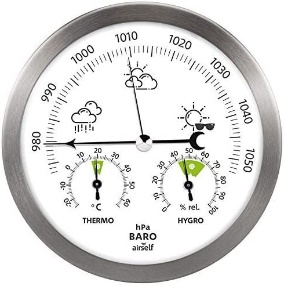 980
990
1000
1010
1020
1030
1040
1050
THERMO
°C
HYGRO
% rel.
hPa
BARO
airself